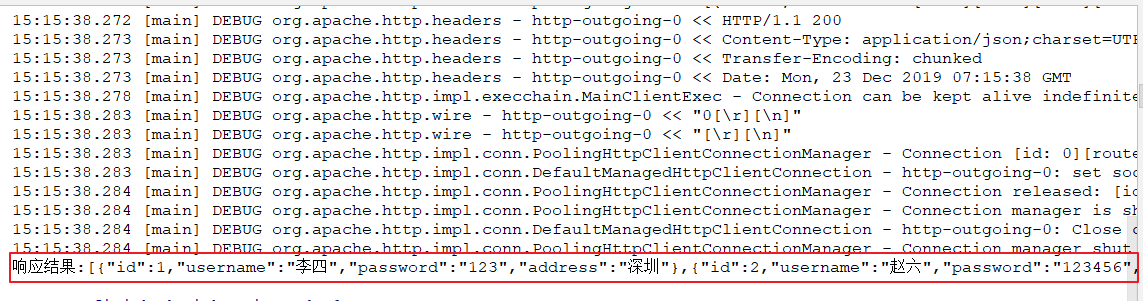 15:15:38.272 [main] DEBUG org.apache.http.headers - http-outgoing-0 << HTTP/1.1 200
15:15:38.273 [main] DEBUG org.apache.http.headers - http-outgoing-0 << Content-Type: application/json;charset=UTF
15:15:38.273 [main] DEBUG org.apache.http.headers - http-outgoing-0 << Transfer-Encoding: chunked
15:15:38.273 [main] DEBUG org.apache.http.headers - http-outgoing-0 << Date: Mon, 23 Dec 2019 07:15:38 GMT
15:15:38.278 [main] DEBUG org.apache.http.impl.execchain.MainClientExec - Connection can be kept alive indefinite
15:15:38.283 [main] DEBUG org.apache.http.wire - http-outgoing-0 << "0[\r][\n]"
15:15:38.283 [main] DEBUG org.apache.http.wire - http-outgoing-0 << "[\r][\n]"
15:15:38.283 [main] DEBUG org.apache.http.impl.conn.PoolingHttpClientConnectionManager - Connection [id: 0][route
15:15:38.283 [main] DEBUG org.apache.http.impl.conn.DefaultManagedHttpClientConnection - http-outgoing-0: set soc
15:15:38.284 [main] DEBUG org.apache.http.impl.conn.PoolingHttpClientConnectionManager - Connection released: [id
15:15:38.284 [main] DEBUG org.apache.http.impl.conn.PoolingHttpClientConnectionManager - Connection manager is sh
15:15:38.284 [main] DEBUG org.apache.http.impl.conn.DefaultManagedHttpClientConnection - http-outgoing-0: Close c
15:15:38.284 [main] DEBUG org.apache.http.impl.conn.PoolingHttpClientConnectionManager - Connection manager shut
响应结果:[{"id":1,"username":"李四","password":"123","address":"深圳"},{"id":2,"username":"赵六","password":"123456",